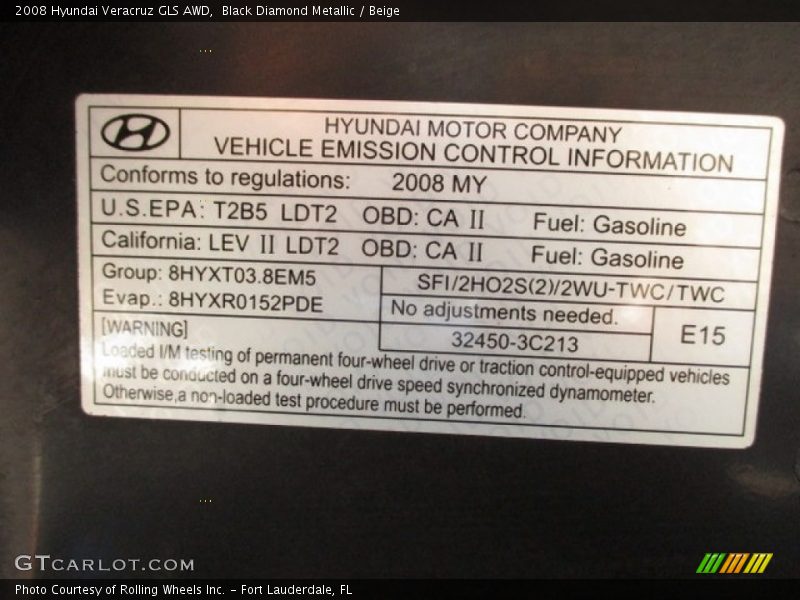 2008 Hyundai Veracruz GLS AWD, Black Diamond Metallic / Beige
HYUNDAI MOTOR COMPANY
VEHICLE EMISSION CONTROL INFORMATION
Conforms to regulations: 2008 MY
U.S.EPA: T2B5 LDT2 OBD: CA II Fuel: Gasoline
California: LEV II LDT2 OBD: CA II Fuel: Gasoline
Group: 8HYXT03.8EM5
Evap.: 8HYXR0152PDE
SFI/2HO2S(2)/2WU-TWC/TWC
No adjustments needed.
32450-3C213
E15
[WARNING]
Loaded I/M testing of permanent four-wheel drive or traction control-equipped vehicles
must be conducted on a four-wheel drive speed synchronized dynamometer.
Otherwise,a non-loaded test procedure must be performed.
GTCARLOT.COM
Photo Courtesy of Rolling Wheels Inc. - Fort Lauderdale, FL